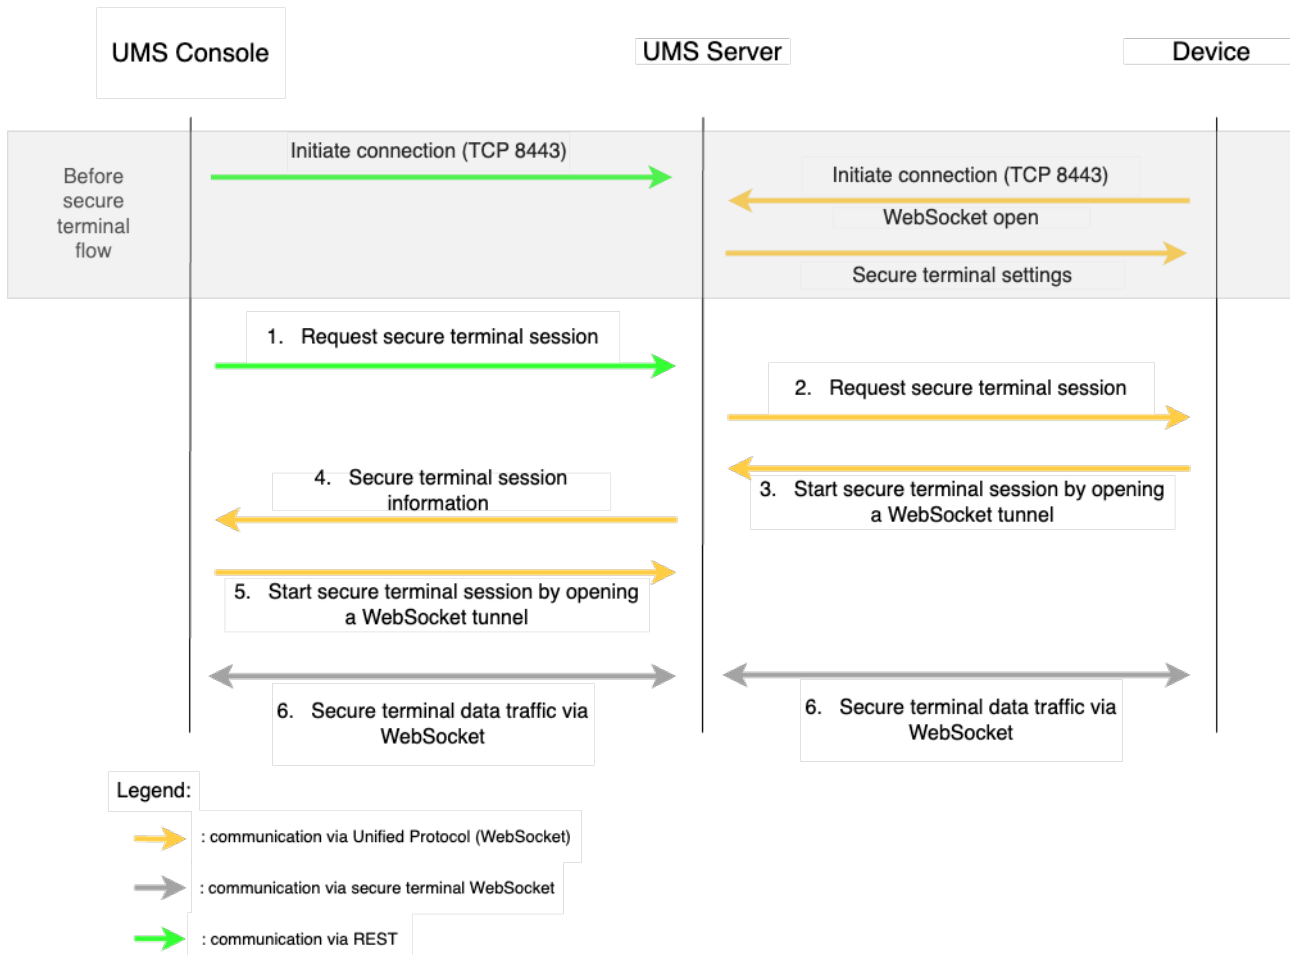 UMS Console
UMS Server
Device
Before
secure
terminal
flow
Initiate connection (TCP 8443)
Initiate connection (TCP 8443)
WebSocket open
Secure terminal settings
1. Request secure terminal session
2. Request secure terminal session
3. Start secure terminal session by opening
a WebSocket tunnel
4. Secure terminal session
information
5. Start secure terminal session by opening
a WebSocket tunnel
6. Secure terminal data traffic via
WebSocket
6. Secure terminal data traffic via
WebSocket
Legend:
: communication via Unified Protocol (WebSocket)
: communication via secure terminal WebSocket
: communication via REST